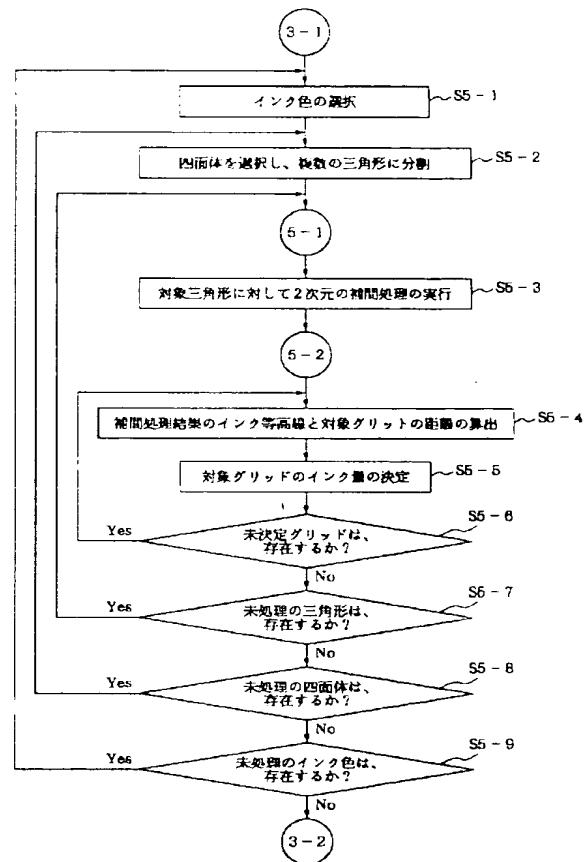 3-1
インク色の選択
S5-1
四面体を選択し、複数の三角形に分割
S5-2
5-1
対象三角形に対して2次元の補間処理の実行
S5-3
5-2
補間処理結果のインク等高線と対象グリットの距離の算出
S5-4
対象グリッドのインク量の決定
S5-5
Yes
未決定グリッドは、
存在するか?
S5-6
No
Yes
未処理の三角形は、
存在するか?
S5-7
No
Yes
未処理の四面体は、
存在するか?
S5-8
No
Yes
未処理のインク色は、
存在するか?
S5-9
No
3-2